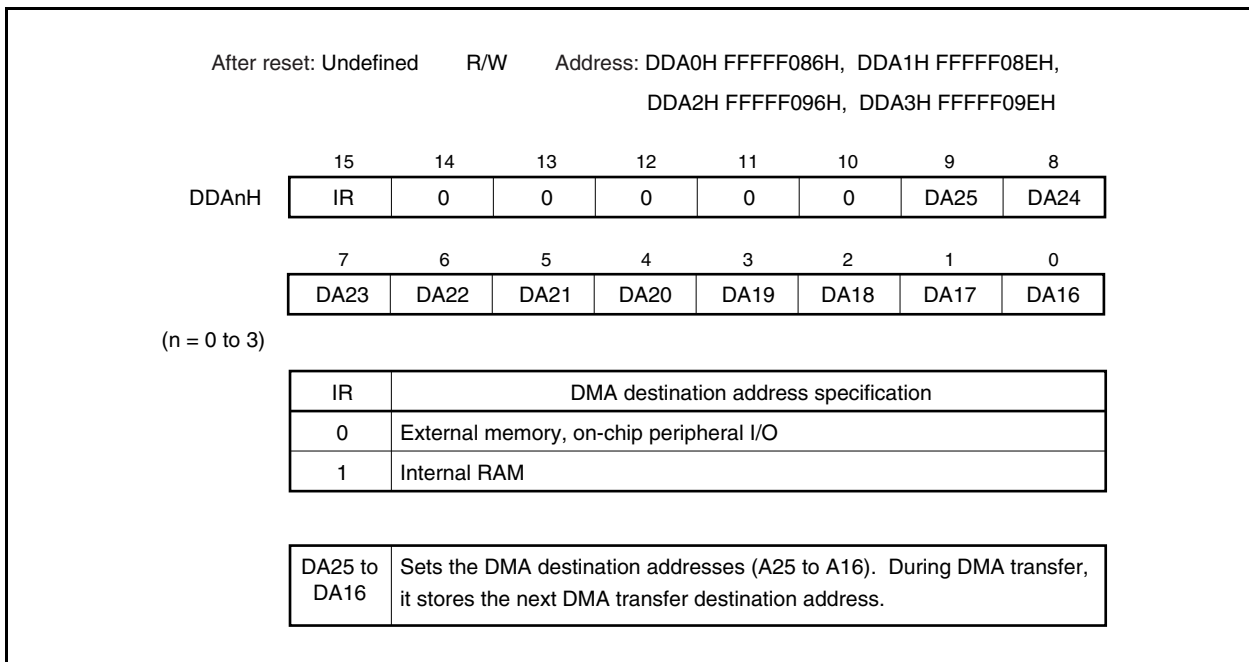 After reset: Undefined R/W Address: DDA0H FFFFF086H, DDA1H FFFFF08EH,
DDA2H FFFFF096H, DDA3H FFFFF09EH
15 14 13 12 11 10 9 8
DDAnH IR 0 0 0 0 0 DA25 DA24
7 6 5 4 3 2 1 0
DA23 DA22 DA21 DA20 DA19 DA18 DA17 DA16
(n = 0 to 3)
IR DMA destination address specification
0 External memory, on-chip peripheral I/O
1 Internal RAM
DA25 to DA16 Sets the DMA destination addresses (A25 to A16). During DMA transfer,
it stores the next DMA transfer destination address.